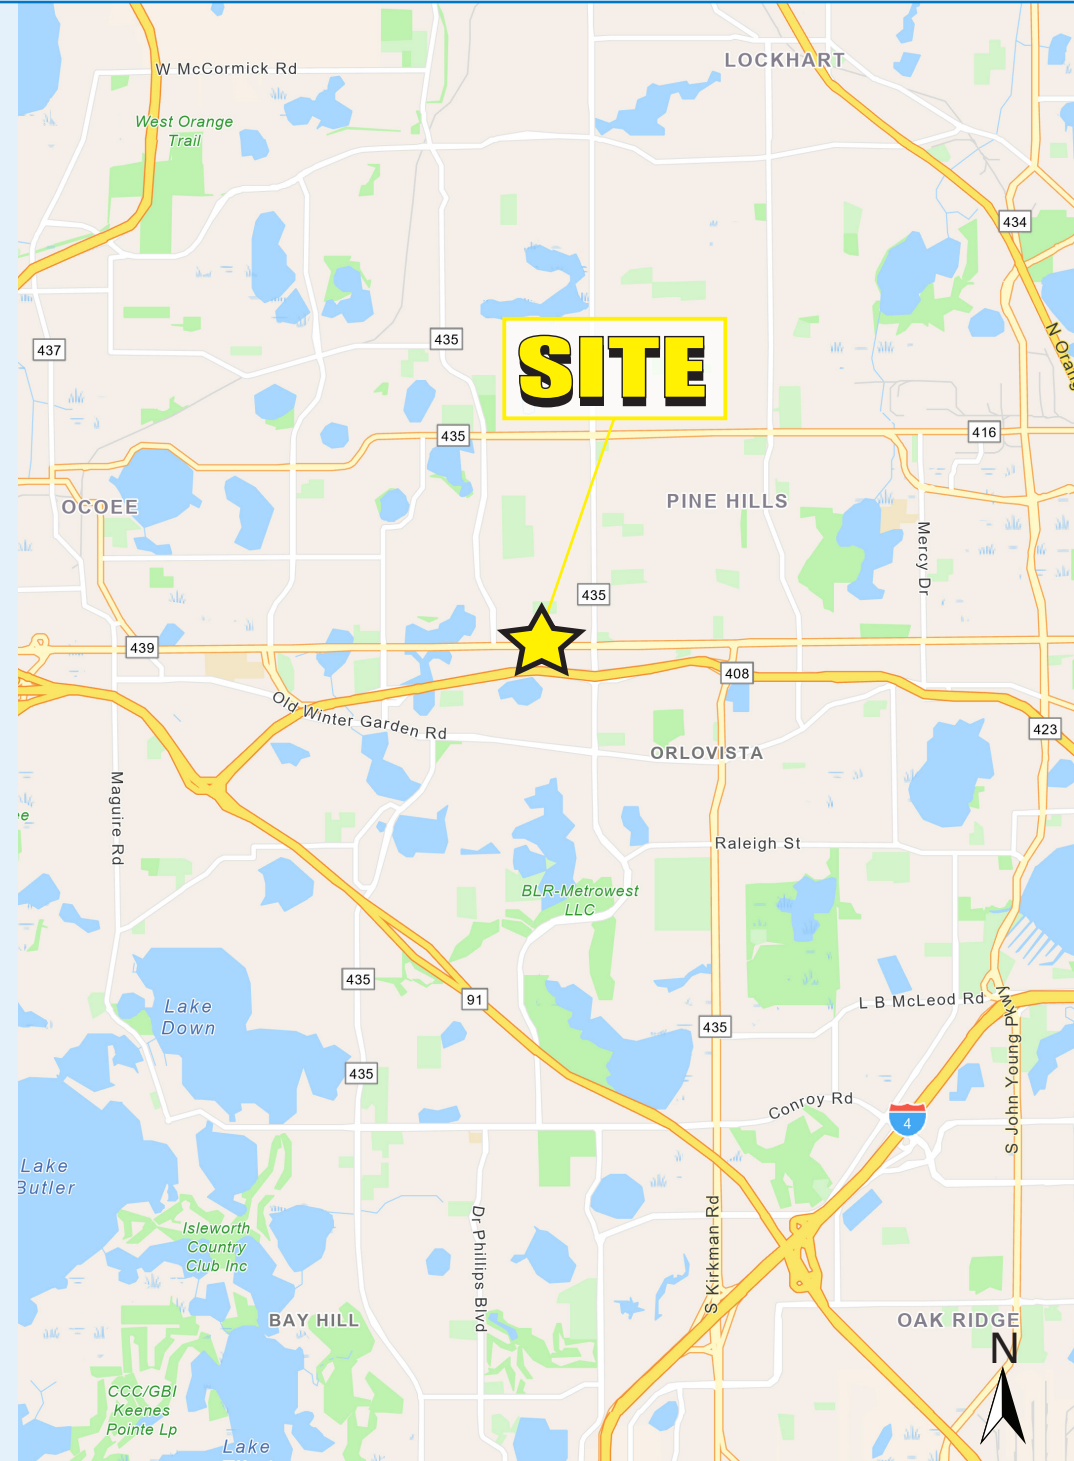 LOCKHART
W McCormick Rd
West Orange
Trail
434
N Oran
437
435
SITE
435
416
OCOEE
PINE HILLS
Mercy Dr
435
439
408
Old Winter Garden Rd
423
ORLOVISTA
Maguire Rd
ee
Raleigh St
BLR-Metrowest
LLC
435
91
L B McLeod Rd
Lake
Down
435
S John Young Pkwy
435
Conroy Rd
4
Lake
Butler
Isleworth
Country
Club Inc
Dr Phillips Blvd
S Kirkman Rd
BAY HILL
OAK RIDGE
N
CCC/GBI
Keenes
Pointe Lp
Lake